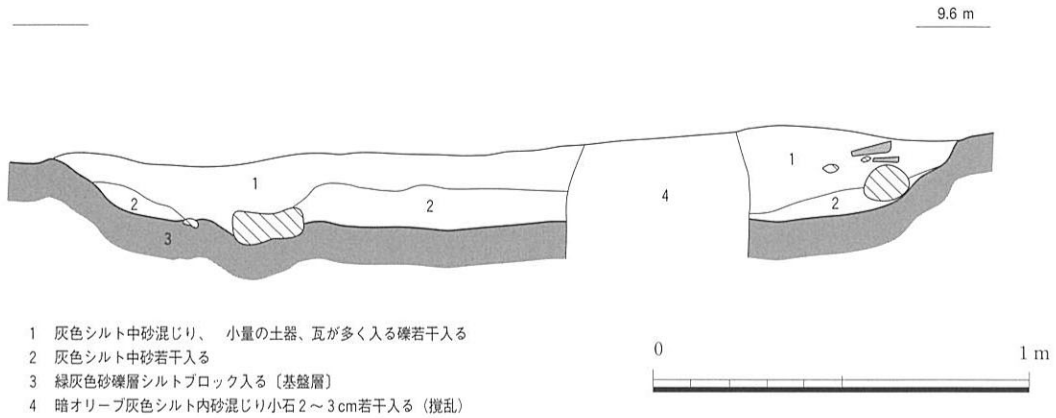 9.6 m
1
1
2
2
4
2
3
1 灰色シルト中砂混じり、 小量の土器、瓦が多く入る礫若干入る
2 灰色シルト中砂若干入る
3 緑灰色砂礫層シルトブロック入る〔基盤層〕
4 暗オリーブ灰色シルト内砂混じり小石2～3cm若干入る（撹乱）
0 1 m